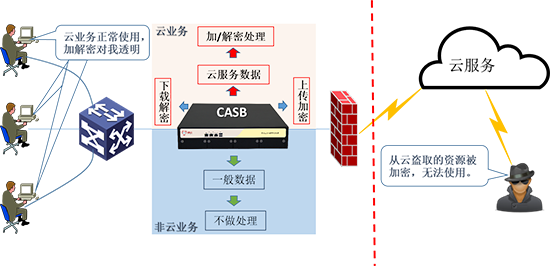 云业务正常使用，
加解密对我透明
云业务
加/解密处理
云服务数据
下载解密
上传加密
CASB
一般数据
不做处理
非云业务
云服务
从云盗取的资源被
加密，无法使用。